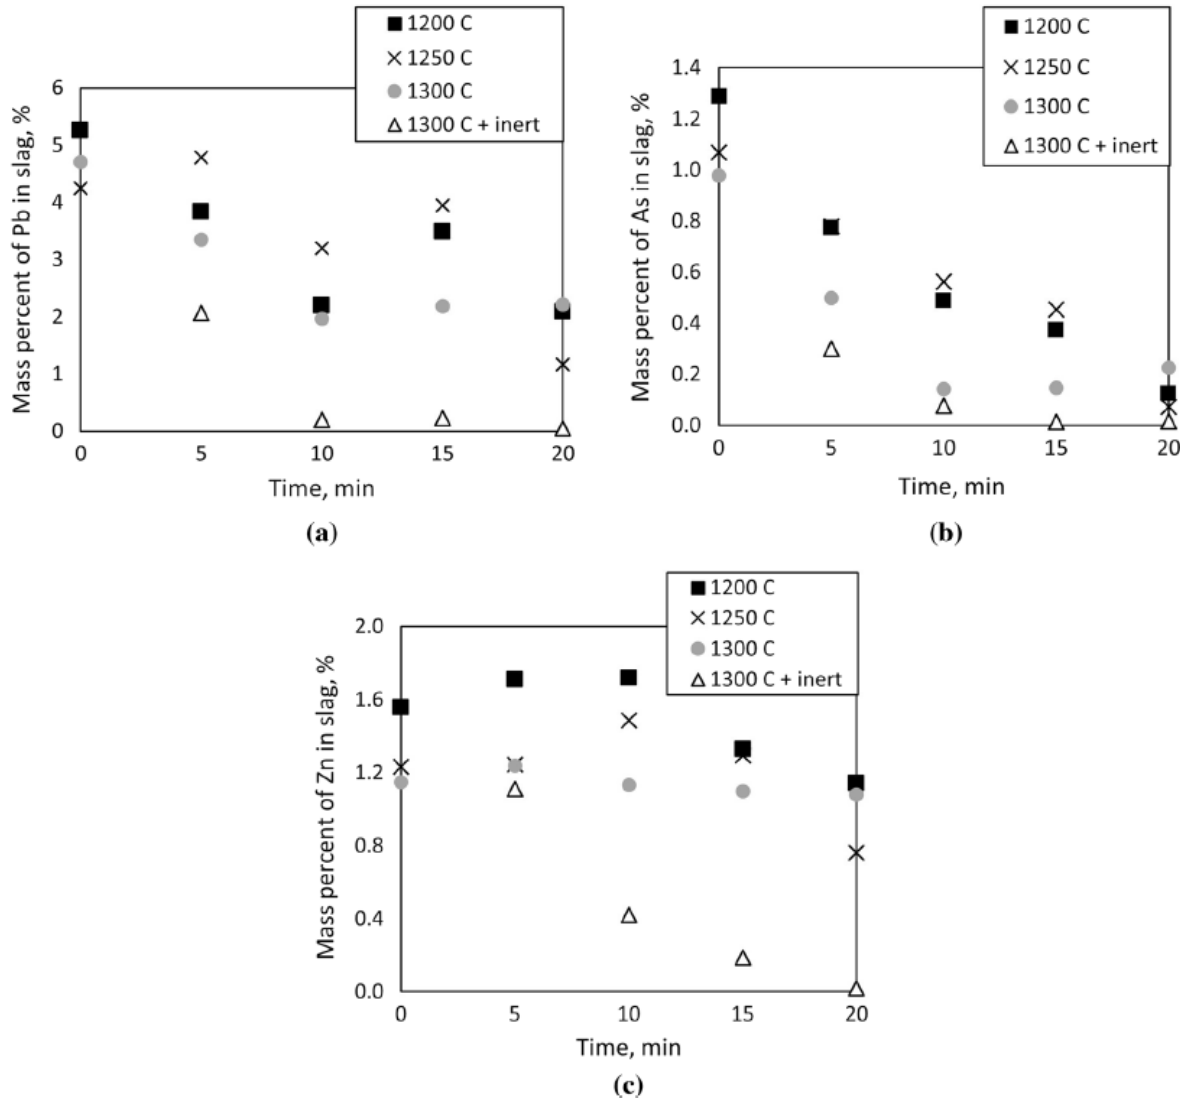 1200 C
1250 C
1300 C
1300 C + inert
Mass percent of Pb in slag, %
6
5
4
3
2
1
0
0 5 10 15 20
Time, min
(a)
1200 C
1250 C
1300 C
1300 C + inert
Mass percent of As in slag, %
1.4
1.2
1.0
0.8
0.6
0.4
0.2
0.0
0 5 10 15 20
Time, min
(b)
1200 C
1250 C
1300 C
1300 C + inert
Mass percent of Zn in slag, %
2.0
1.6
1.2
0.8
0.4
0.0
0 5 10 15 20
Time, min
(c)